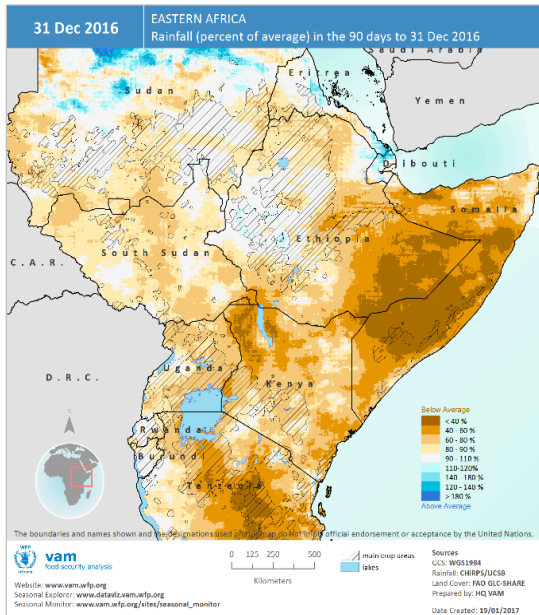 31 Dec 2016
EASTERN AFRICA
Rainfall (percent of average) in the 90 days to 31 Dec 2016
Saudi Arabia
Eritrea
Yemen
Sudan
Djibouti
Somalia
Ethiopia
South Sudan
C.A.R.
D.R.C.
Uganda
Kenya
Rwanda
Burundi
Tanzania
Below Average
< 40 %
40 - 60 %
60 - 80 %
80 - 90 %
90 - 110 %
110-120%
140 - 180 %
120 - 140 %
> 180 %
Above Average
The boundaries and names shown and the designations used on this map do not imply official endorsement or acceptance by the United Nations.
WFP
wfp.org
vam
food security analysis
0 125 250 500
Kilometers
main crop areas
lakes
Sources
GCS: WGS1984
Rainfall: CHIRPS/UCSB
Land Cover: FAO GLC-SHARE
Prepared by: HQ VAM
Website: www.vam.wfp.org
Seasonal Explorer: www.dataviz.vam.wfp.org
Seasonal Monitor: www.vam.wfp.org/sites/seasonal_monitor
Date Created: 19/01/2017